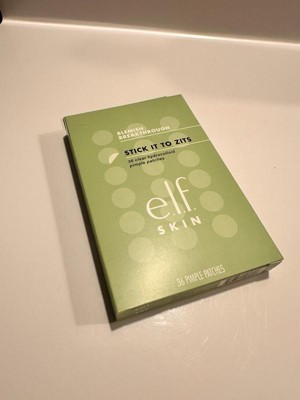 BLEMISH
BREAKTHROUGH
STICK IT TO ZITS
36 clear hydrocolloid
pimple patches
e.l.f.
SKIN
36 PIMPLE PATCHES